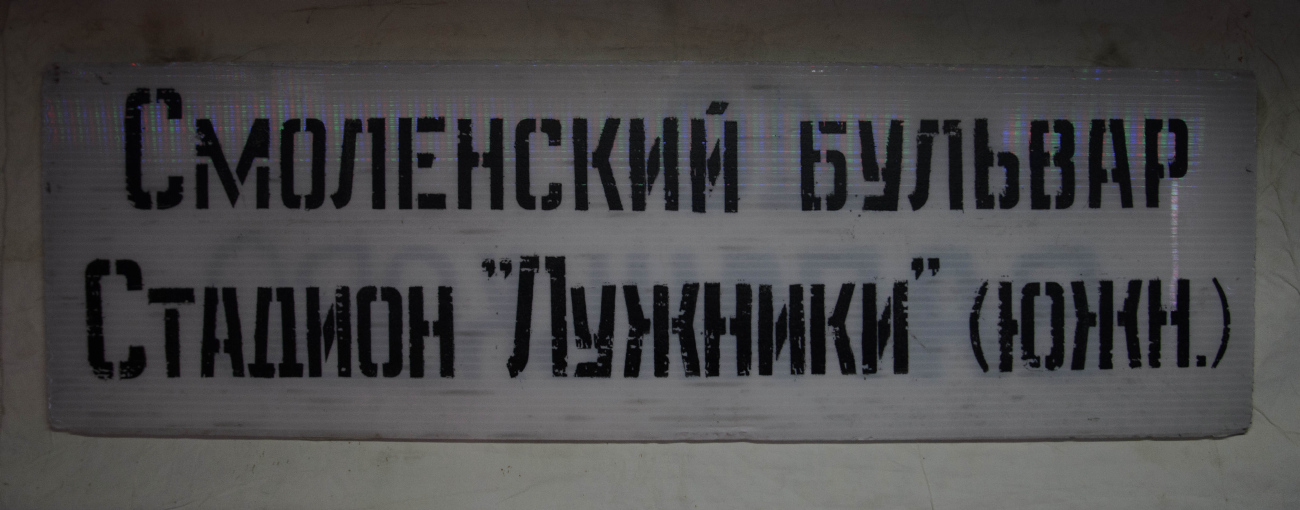 Смоленский бульвар
Стадион "Лужники" (южн.)